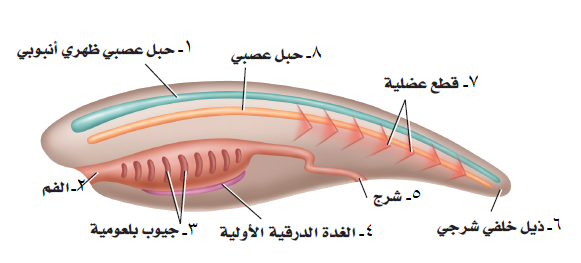 ١- حبل عصبي ظهري أنبوبي
٨- حبل عصبي
٧- قطع عضلية
٢- الفم
٣- جيوب بلعومية
٤- الغدة الدرقية الأولية
٥- شرج
٦- ذيل خلفي شرجي